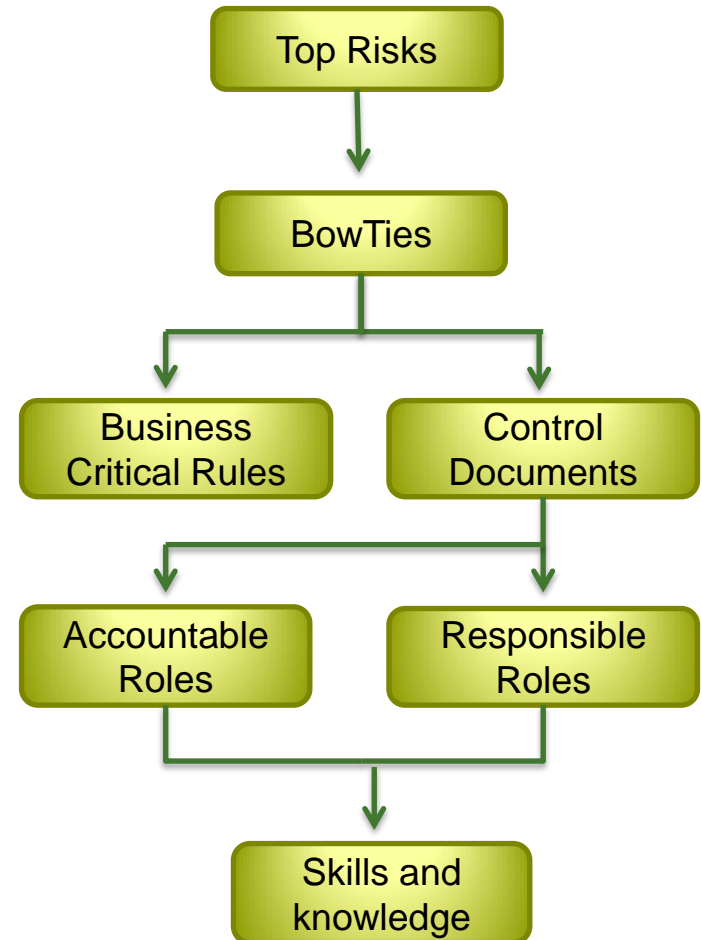 Top Risks
BowTies
Business
Critical Rules
Control
Documents
Accountable
Roles
Responsible
Roles
Skills and
knowledge